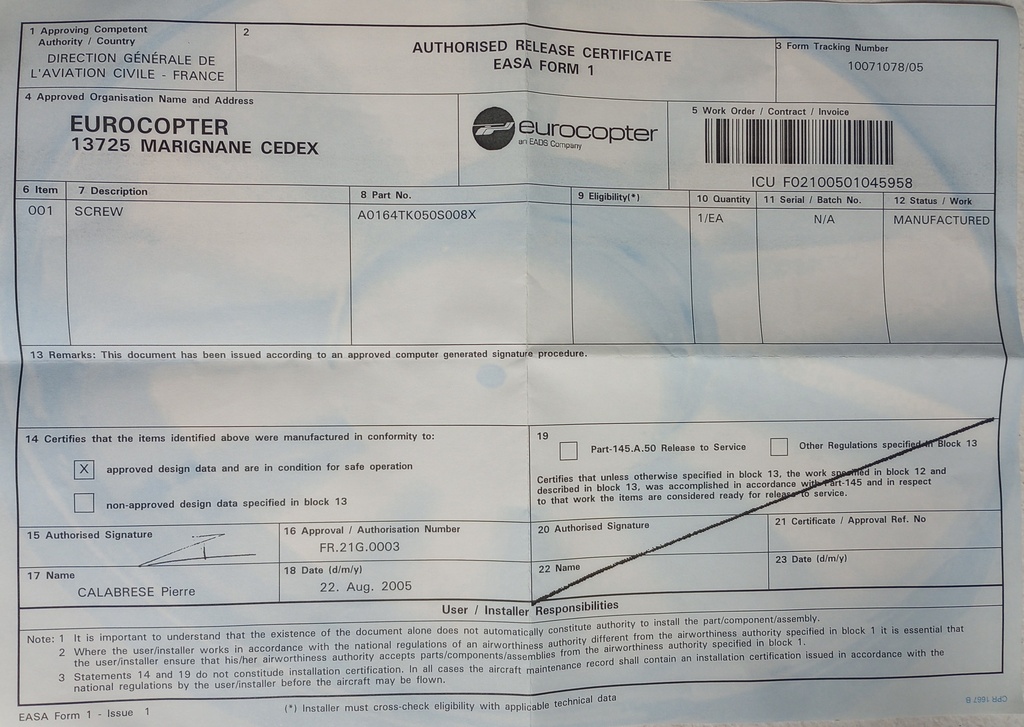 1 Approving Competent
Authority / Country
DIRECTION GÉNÉRALE DE
L'AVIATION CIVILE - FRANCE
2
AUTHORISED RELEASE CERTIFICATE
EASA FORM 1
3 Form Tracking Number
10071078/05
4 Approved Organisation Name and Address
EUROCOPTER
13725 MARIGNANE CEDEX
eurocopter
an EADS Company
5 Work Order / Contract / Invoice
ICU F02100501045958
6 Item 7 Description 8 Part No. 9 Eligibility(*) 10 Quantity 11 Serial / Batch No. 12 Status / Work
001 SCREW A0164TK050S008X 1/EA N/A MANUFACTURED
13 Remarks: This document has been issued according to an approved computer generated signature procedure.
14 Certifies that the items identified above were manufactured in conformity to:
X approved design data and are in condition for safe operation
non-approved design data specified in block 13
19
Part-145.A.50 Release to Service Other Regulations specified in Block 13
Certifies that unless otherwise specified in block 13, the work specified in block 12 and
described in block 13, was accomplished in accordance with Part-145 and in respect
to that work the items are considered ready for release to service.
15 Authorised Signature
16 Approval / Authorisation Number
FR.21G.0003
20 Authorised Signature
21 Certificate / Approval Ref. No
17 Name
CALABRESE Pierre
18 Date (d/m/y)
22. Aug. 2005
22 Name
23 Date (d/m/y)
User / Installer Responsibilities
Note: 1 It is important to understand that the existence of the document alone does not automatically constitute authority to install the part/component/assembly.
2 Where the user/installer works in accordance with the national regulations of an airworthiness authority different from the airworthiness authority specified in block 1 it is essential that
the user/installer ensure that his/her airworthiness authority accepts parts/components/assemblies from the airworthiness authority specified in block 1.
3 Statements 14 and 19 do not constitute installation certification. In all cases the aircraft maintenance record shall contain an installation certification issued in accordance with the
national regulations by the user/installer before the aircraft may be flown.
EASA Form 1 - Issue 1
(*) Installer must cross-check eligibility with applicable technical data
CPR 1687 B